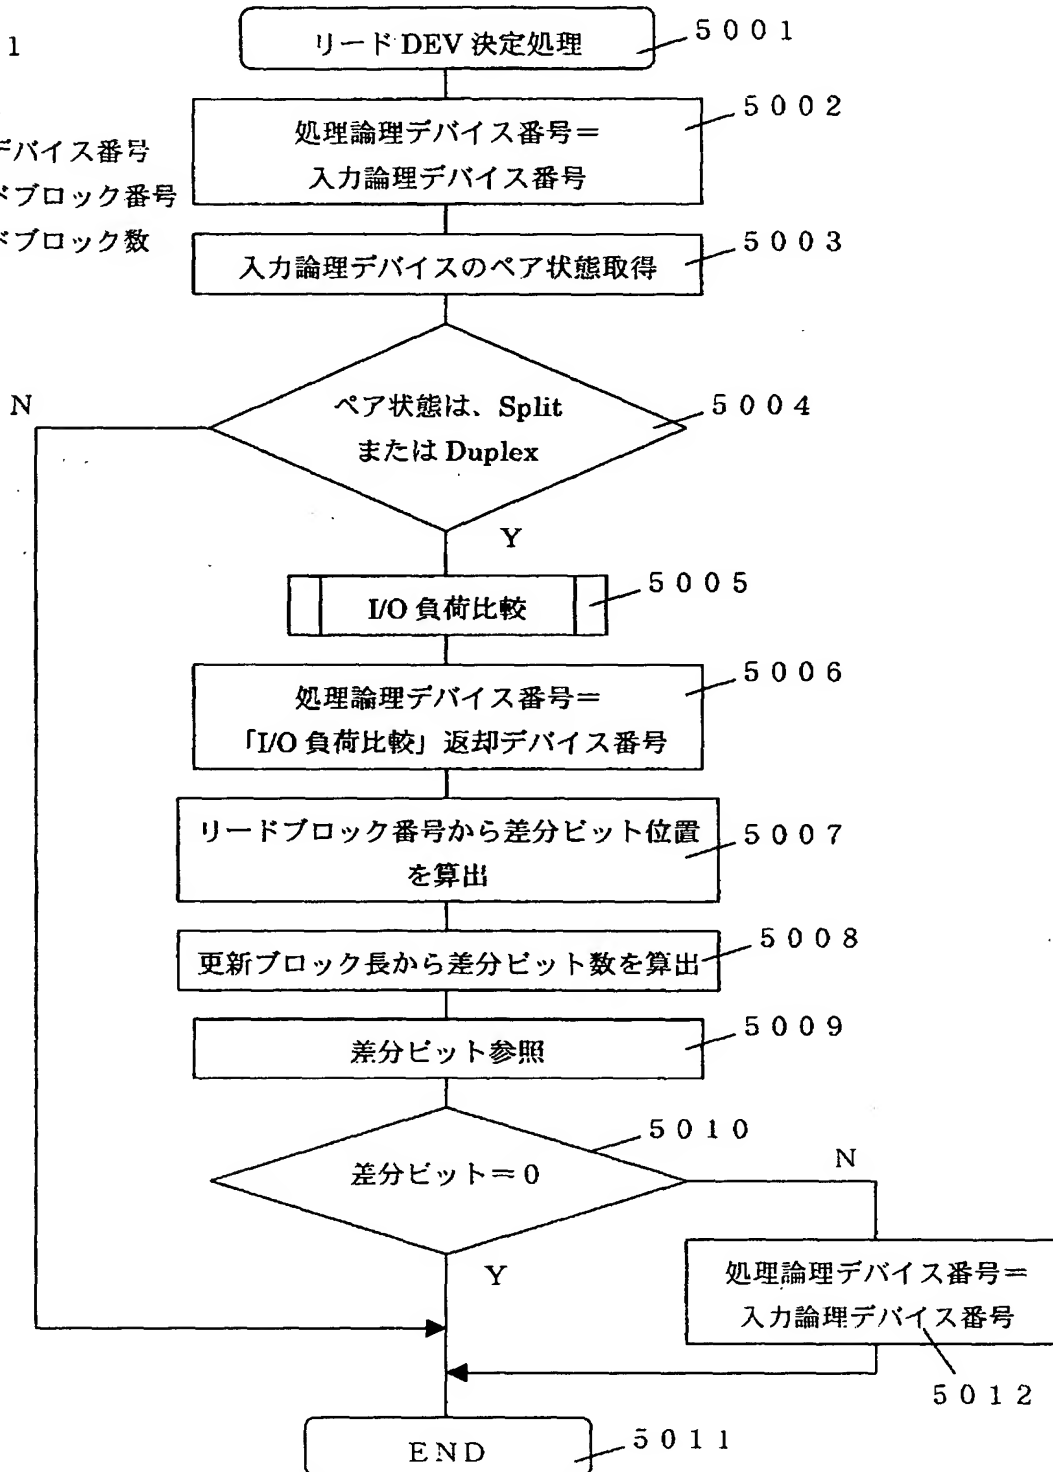 1
リード DEV 決定処理
5001
デバイス番号
ドブロック番号
ドブロック数
処理論理デバイス番号＝
入力論理デバイス番号
5002
入力論理デバイスのペア状態取得
5003
ペア状態は、Split
または Duplex
5004
N
Y
I/O 負荷比較
5005
処理論理デバイス番号＝
「I/O 負荷比較」返却デバイス番号
5006
リードブロック番号から差分ビット位置
を算出
5007
更新ブロック長から差分ビット数を算出
5008
差分ビット参照
5009
差分ビット＝0
5010
N
Y
処理論理デバイス番号＝
入力論理デバイス番号
5012
END
5011